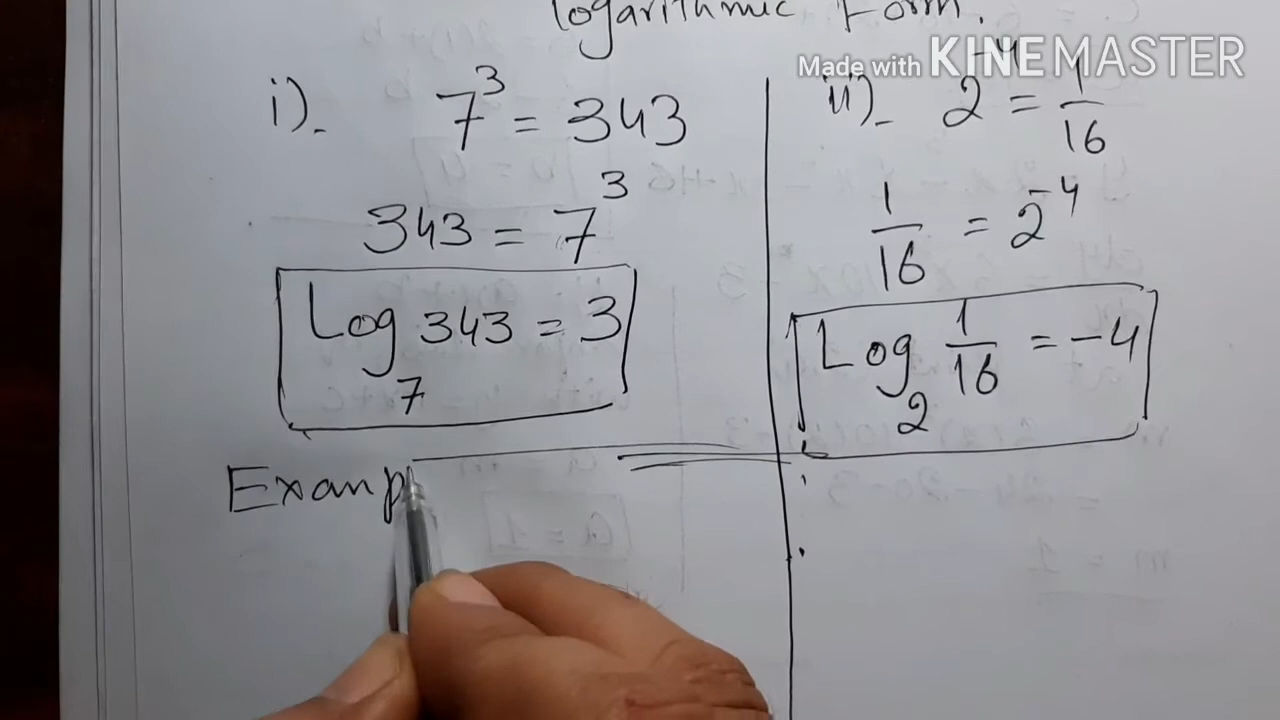 logarithmic Form.
Made with KINEMASTER
i).  7³ = 343
343 = 7³
Log₇ 343 = 3
ii).  2⁻⁴ = 1/16
1/16 = 2⁻⁴
Log₂ 1/16 = -4
Examp